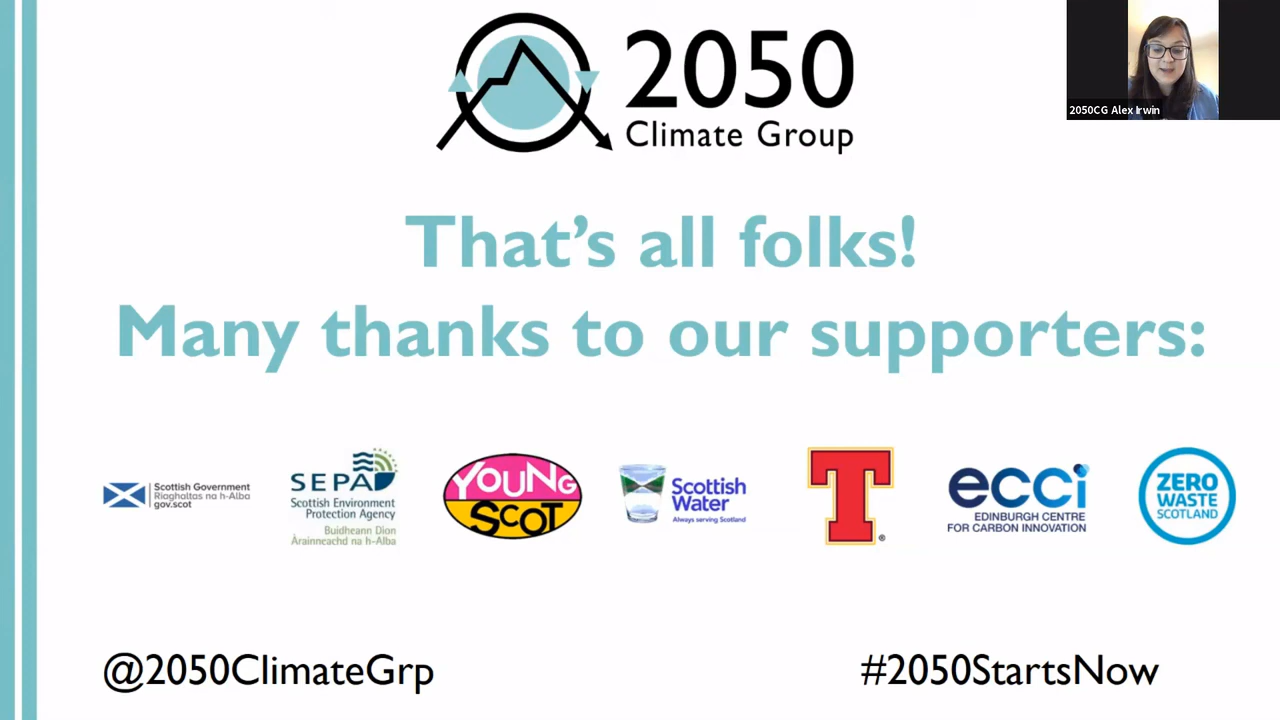 2050
Climate Group
2050CG Alex Irwin
That's all folks!
Many thanks to our supporters:
Scottish Government
Riaghaltas na h-Alba
gov.scot
SEPA
Scottish Environment
Protection Agency
Buidheann Dìon
Àrainneachd na h-Alba
YOUNG
SCOT
Scottish
Water
Always serving Scotland
T
®
ecci
EDINBURGH CENTRE
FOR CARBON INNOVATION
ZERO
WASTE
SCOTLAND
@2050ClimateGrp
#2050StartsNow